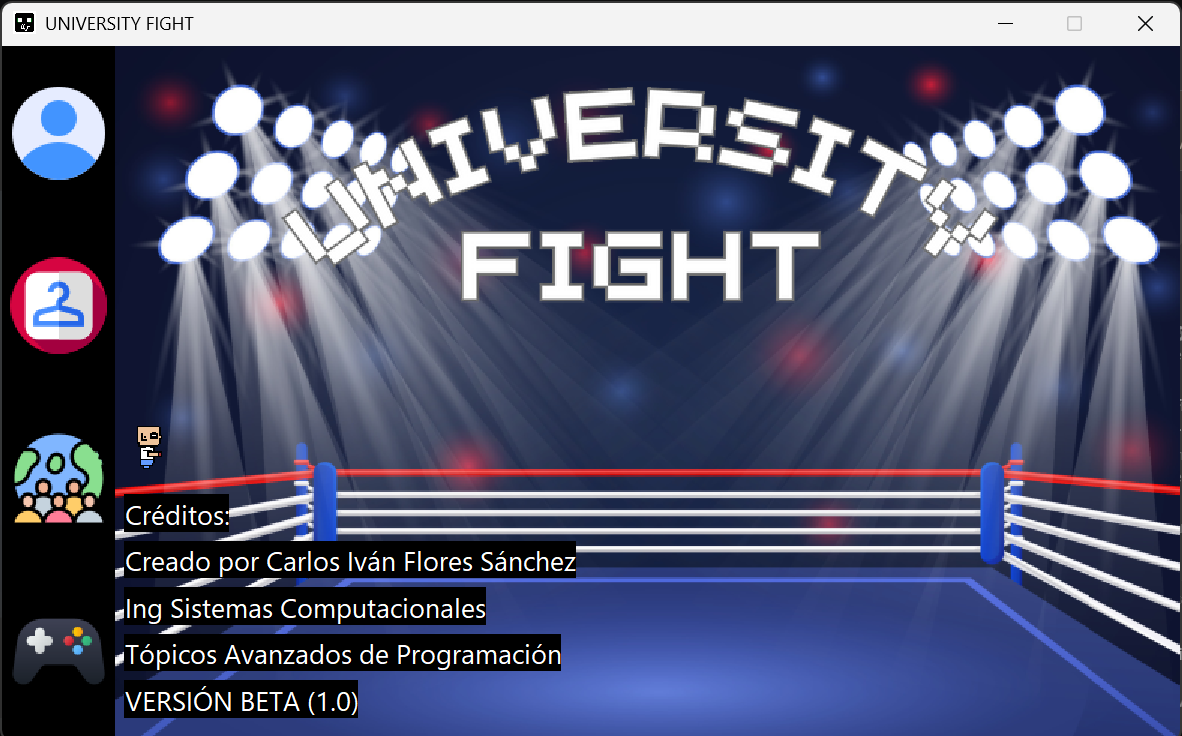 UNIVERSITY FIGHT
UNIVERSITY
FIGHT
Créditos:
Creado por Carlos Iván Flores Sánchez
Ing Sistemas Computacionales
Tópicos Avanzados de Programación
VERSIÓN BETA (1.0)